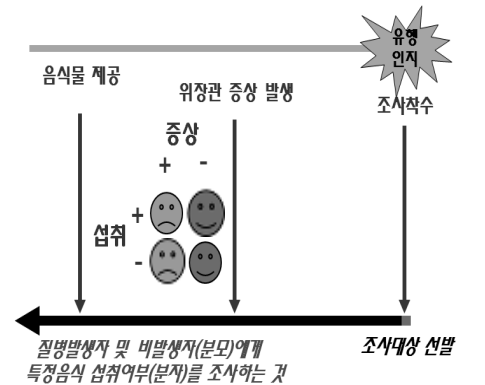 유행
인지
음식물 제공
위장관 증상 발생
조사착수
증상
+ -
+
섭취
-
질병발생자 및 비발생자(분모)에게
특정음식 섭취여부(분자)를 조사하는 것
조사대상 선발